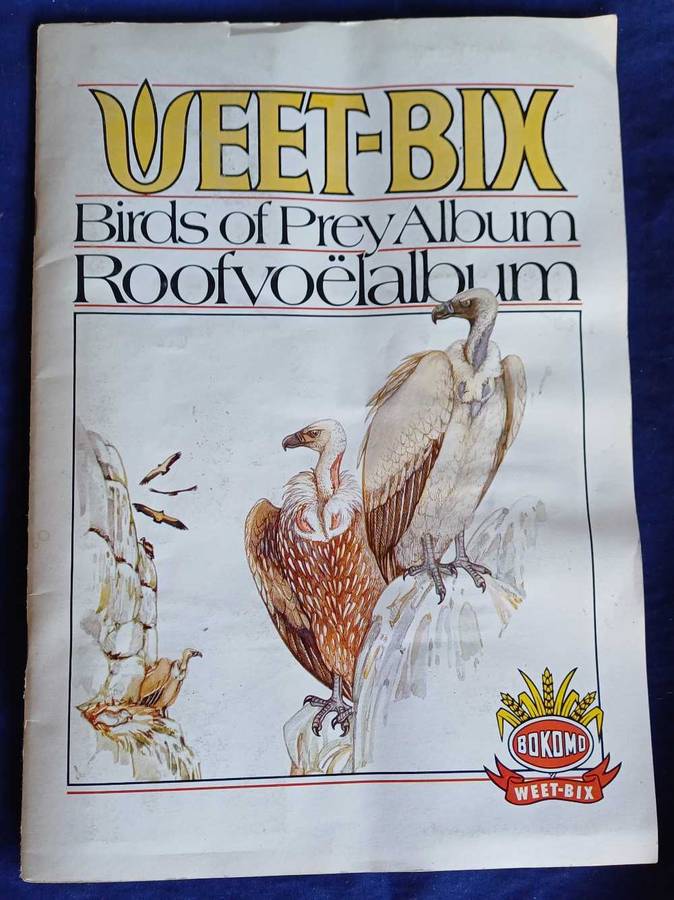 WEET-BIX
Birds of Prey Album
Roofvoëlalbum
BOKOMO
WEET-BIX